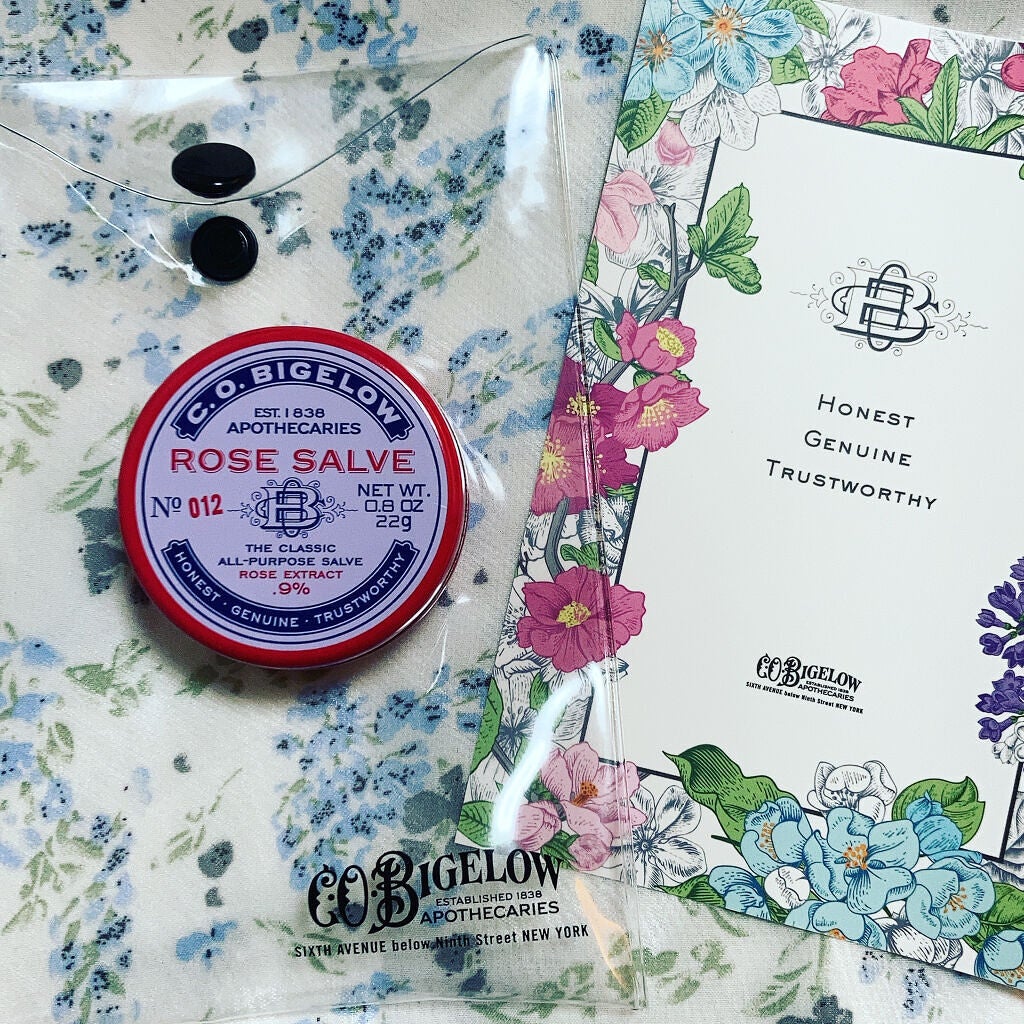 C.O. BIGELOW
EST. 1838
APOTHECARIES
ROSE SALVE
Nº 012
NET WT.
0.8 OZ
22g
THE CLASSIC
ALL-PURPOSE SALVE
ROSE EXTRACT
.9%
HONEST · GENUINE · TRUSTWORTHY
CO BIGELOW
ESTABLISHED 1838
APOTHECARIES
SIXTH AVENUE below Ninth Street NEW YORK
HONEST
GENUINE
TRUSTWORTHY
CO BIGELOW
ESTABLISHED 1838
APOTHECARIES
SIXTH AVENUE below Ninth Street NEW YORK